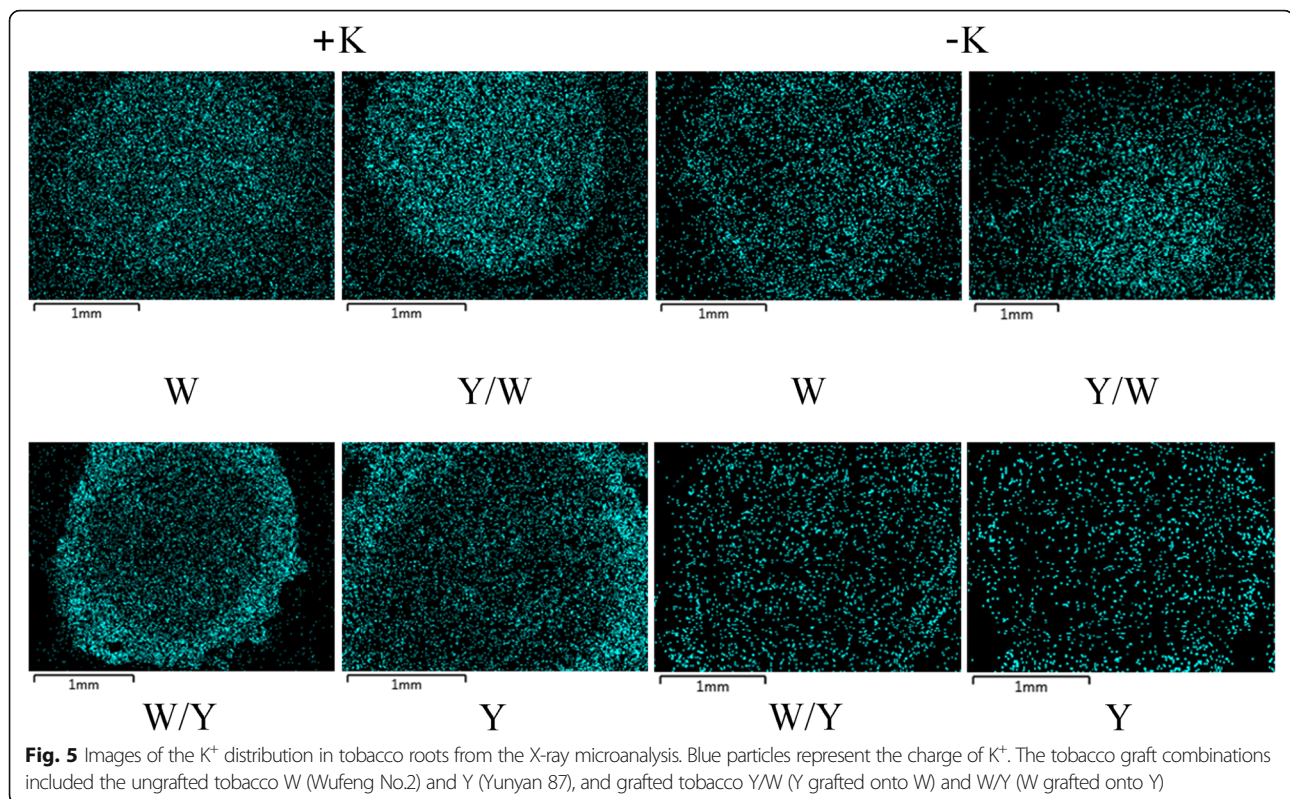 +K -K
1mm 1mm 1mm 1mm
W Y/W W Y/W
1mm 1mm 1mm 1mm
W/Y Y W/Y Y
Fig. 5 Images of the K⁺ distribution in tobacco roots from the X-ray microanalysis. Blue particles represent the charge of K⁺. The tobacco graft combinations
included the ungrafted tobacco W (Wufeng No.2) and Y (Yunyan 87), and grafted tobacco Y/W (Y grafted onto W) and W/Y (W grafted onto Y)